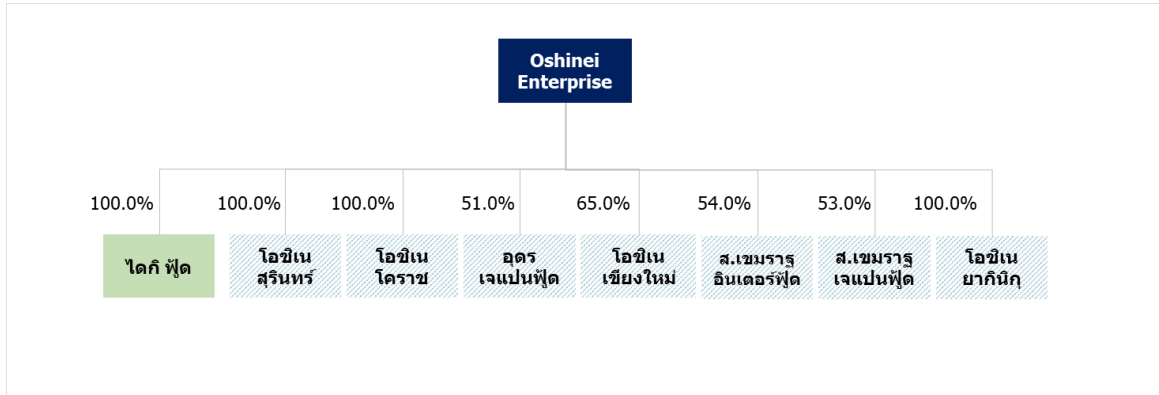 Oshinei
Enterprise
100.0%
100.0%
100.0%
51.0%
65.0%
54.0%
53.0%
100.0%
ไดกิ ฟู้ด
โอชิเน
สุรินทร์
โอชิเน
โคราช
อุดร
เจแปนฟู้ด
โอชิเน
เขียงใหม่
ส.เขมราฐ
อินเตอร์ฟู้ด
ส.เขมราฐ
เจแปนฟู้ด
โอชิเน
ยากินิกุ